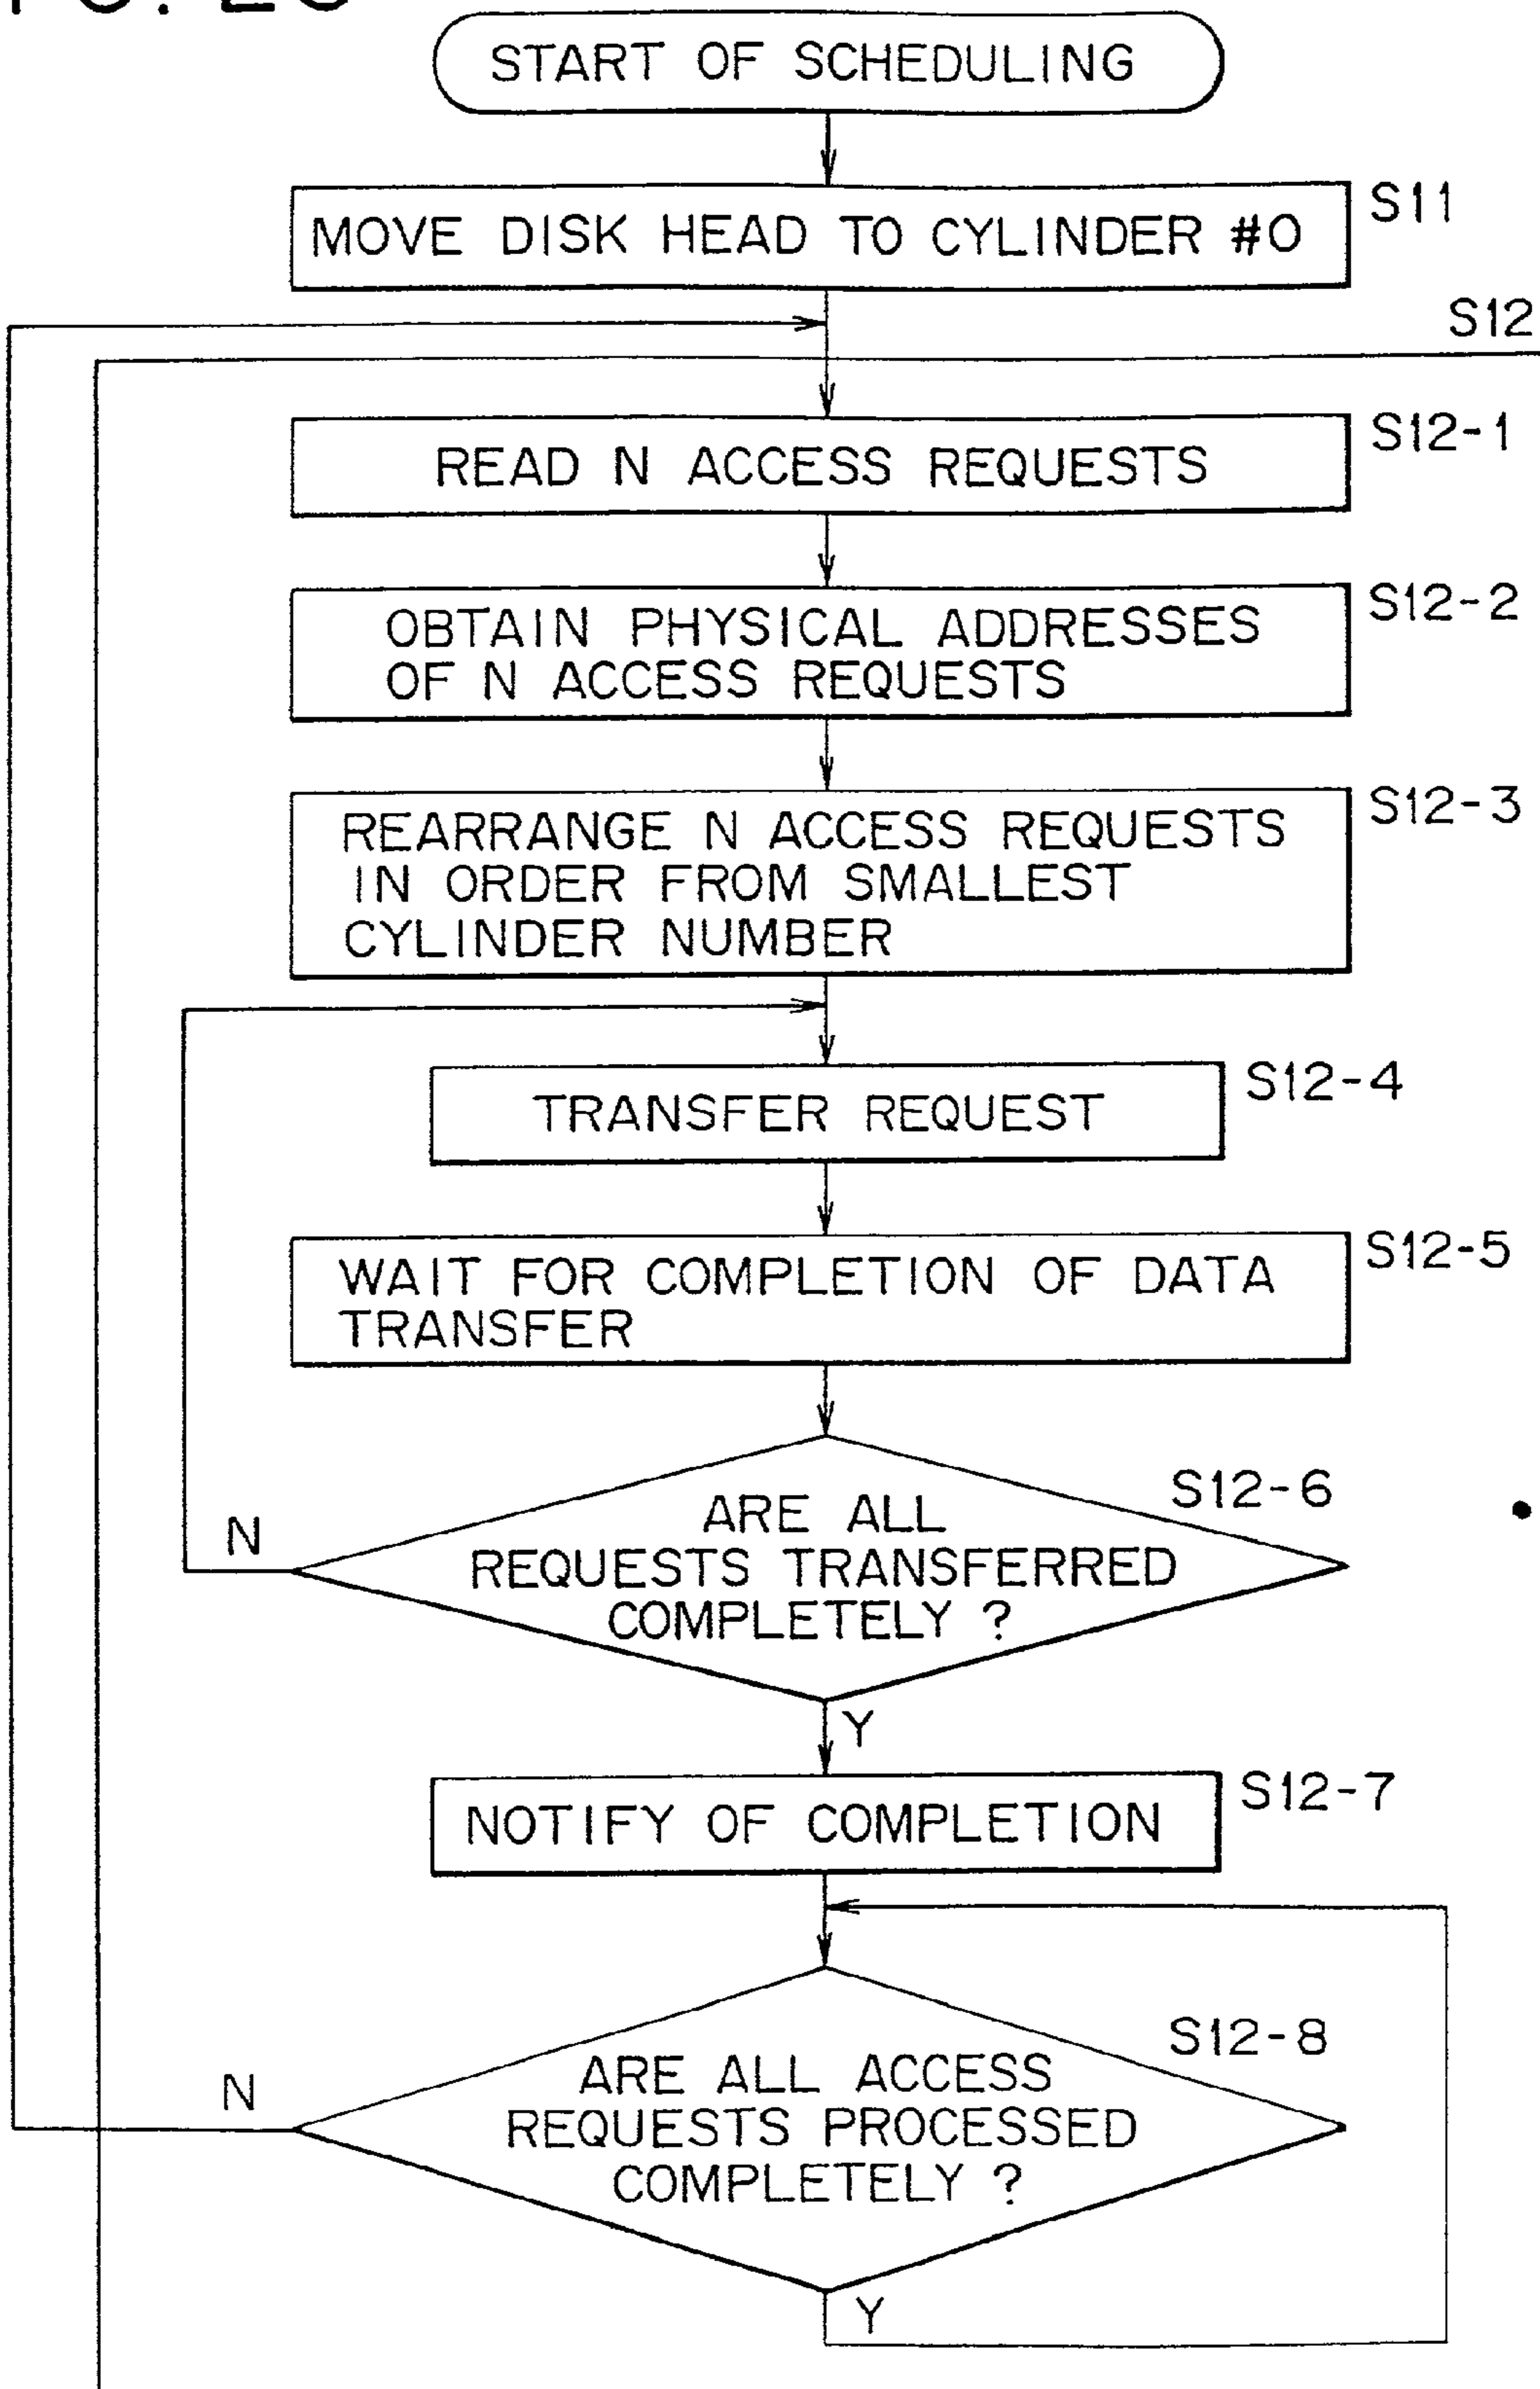 START OF SCHEDULING
MOVE DISK HEAD TO CYLINDER #0
S11
S12
READ N ACCESS REQUESTS
S12-1
OBTAIN PHYSICAL ADDRESSES
OF N ACCESS REQUESTS
S12-2
REARRANGE N ACCESS REQUESTS
IN ORDER FROM SMALLEST
CYLINDER NUMBER
S12-3
TRANSFER REQUEST
S12-4
WAIT FOR COMPLETION OF DATA
TRANSFER
S12-5
ARE ALL
REQUESTS TRANSFERRED
COMPLETELY ?
S12-6
N
Y
NOTIFY OF COMPLETION
S12-7
ARE ALL ACCESS
REQUESTS PROCESSED
COMPLETELY ?
S12-8
N
Y